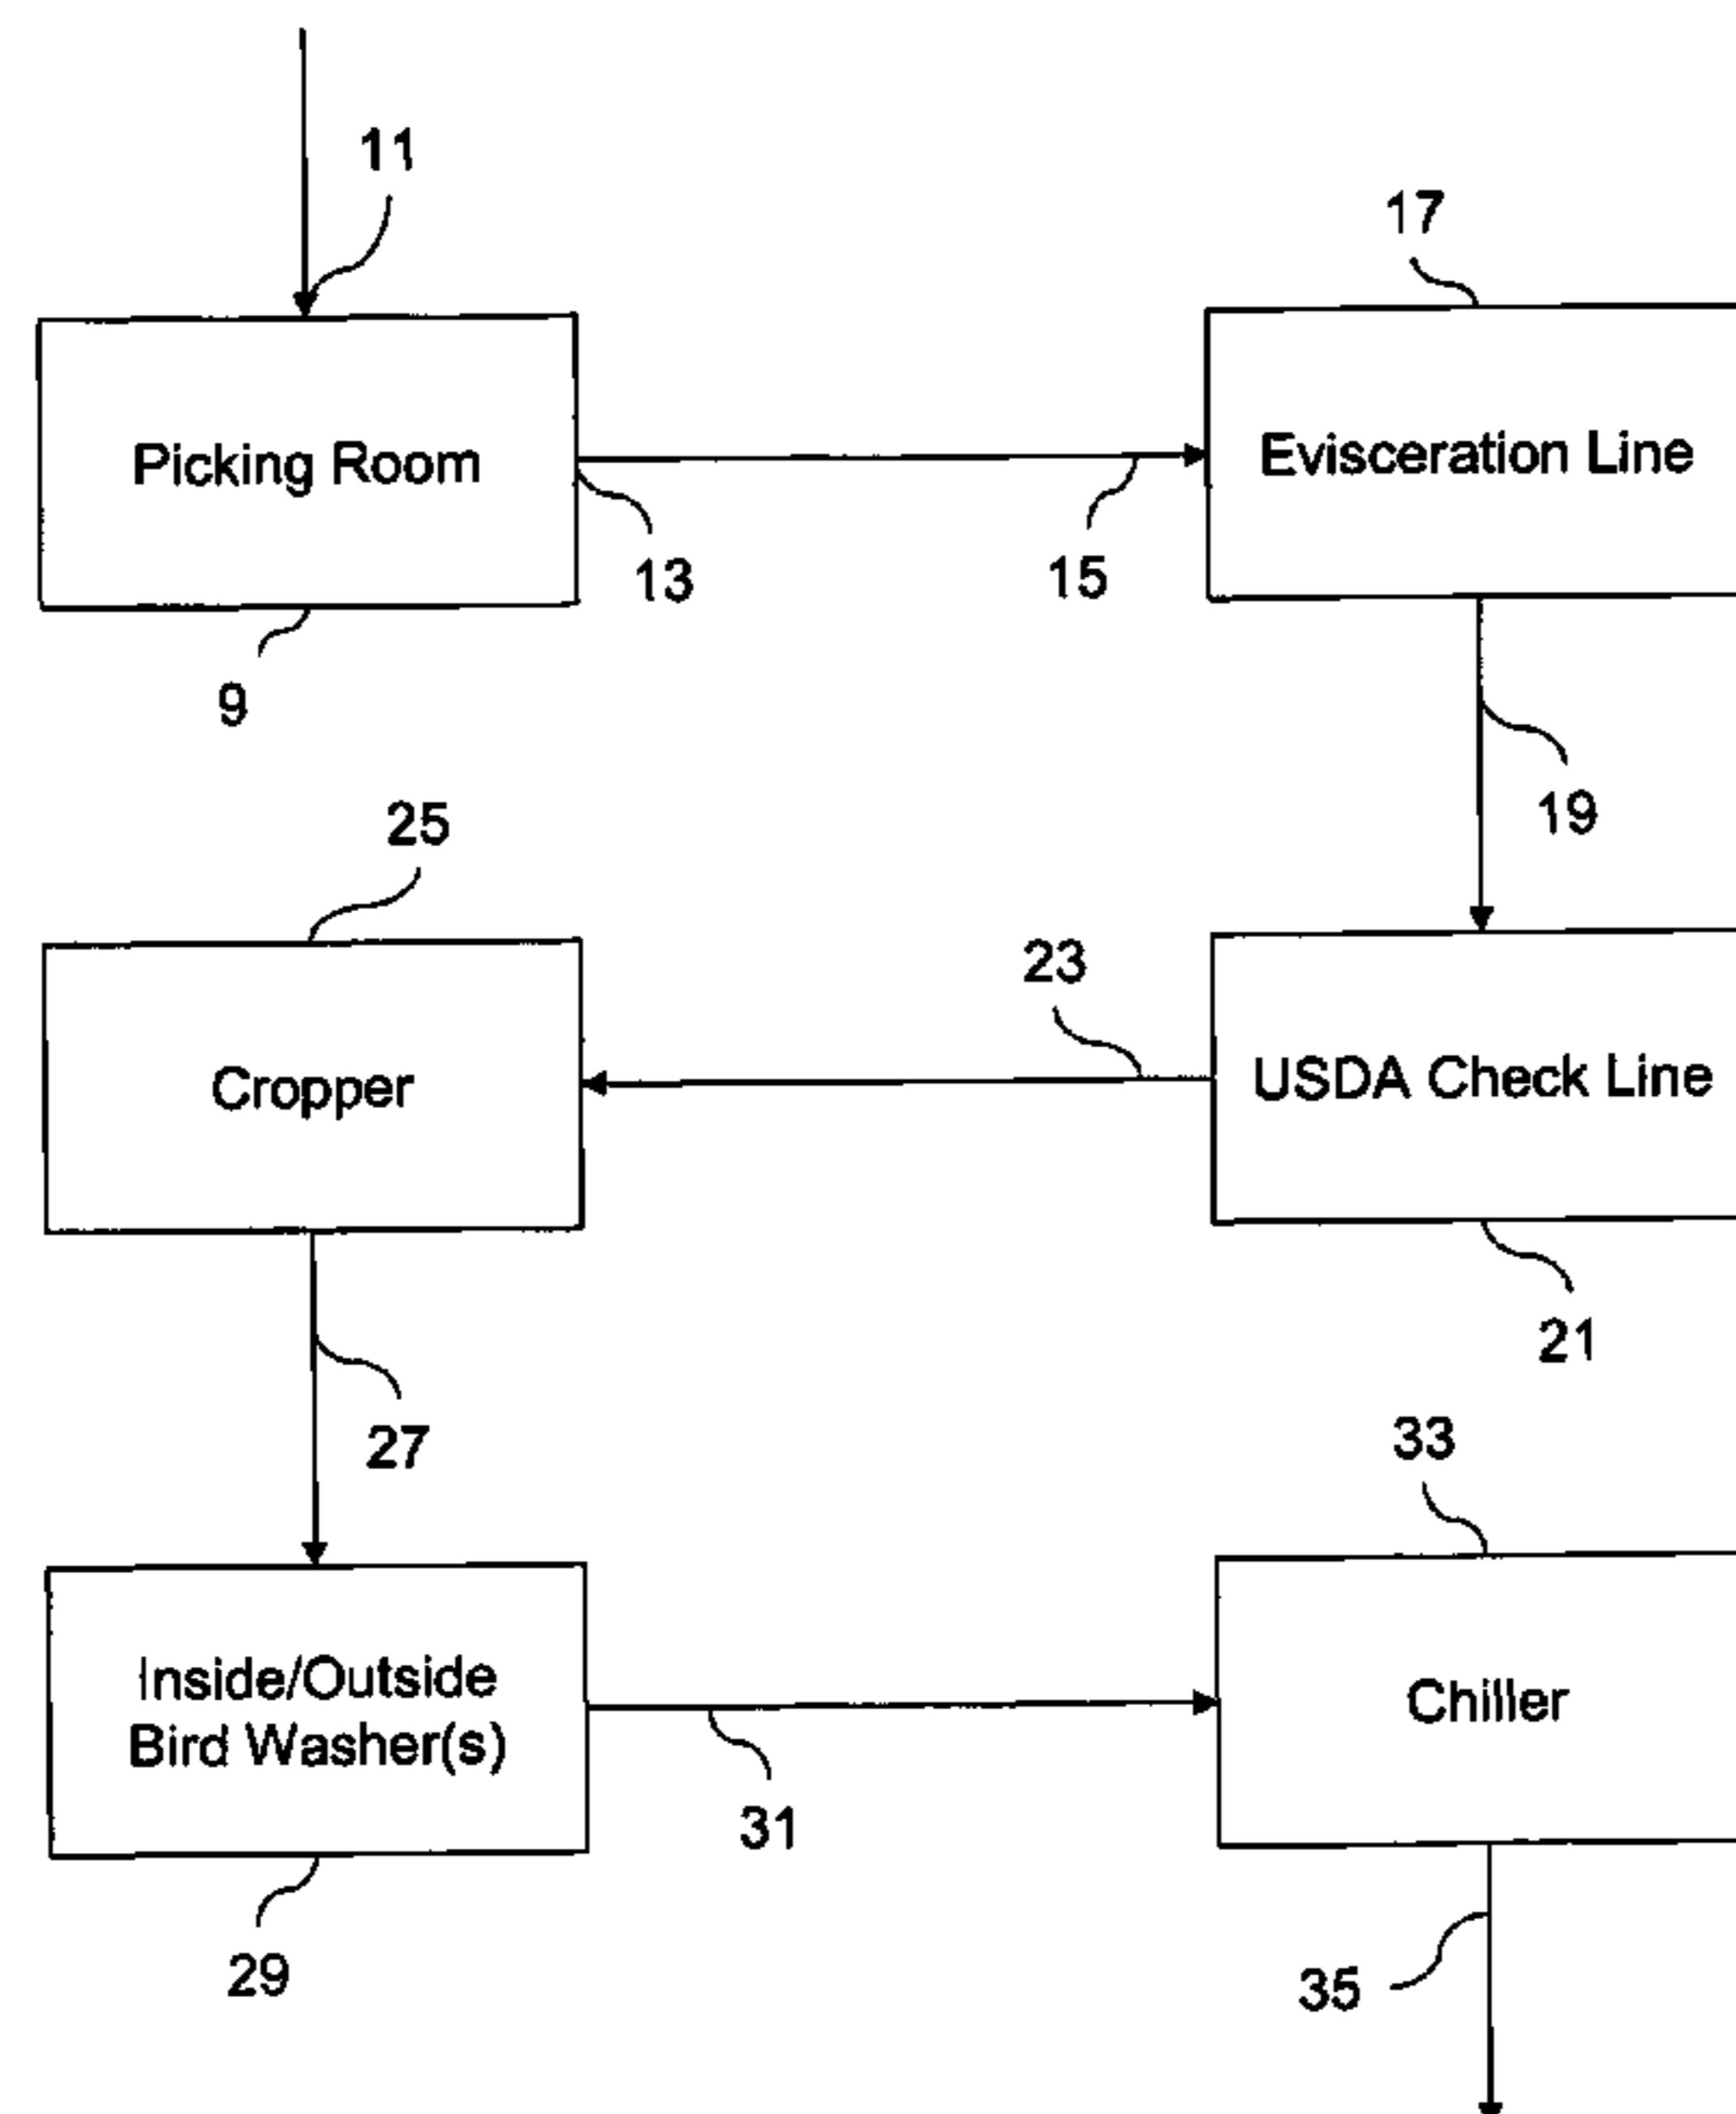 11
17
Picking Room
Evisceration Line
13
15
9
19
25
23
Cropper
USDA Check Line
21
27
33
Inside/Outside
Bird Washer(s)
Chiller
31
29
35